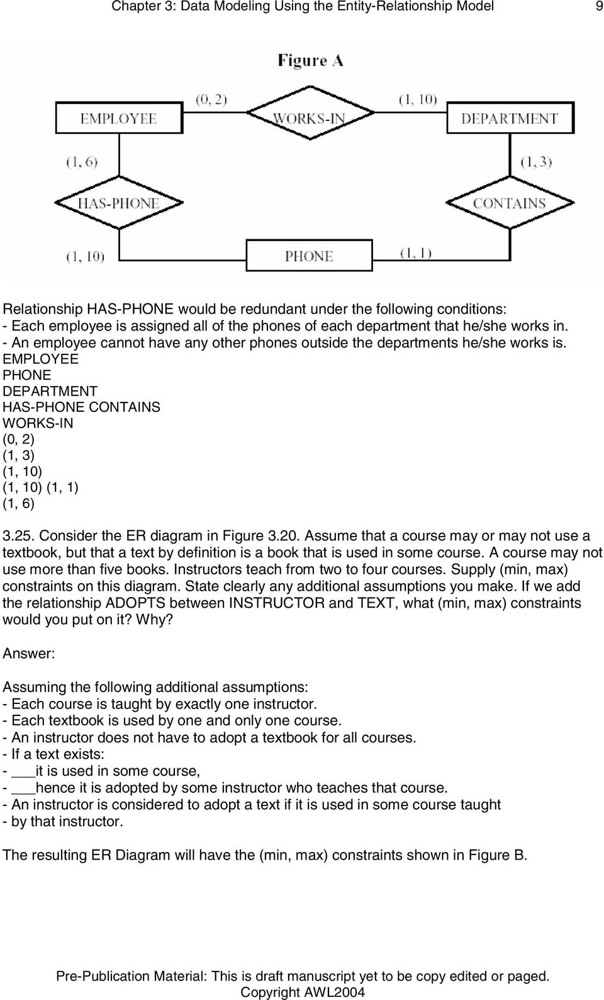 Chapter 3: Data Modeling Using the Entity-Relationship Model 9
Figure A
(0, 2) (1, 10)
EMPLOYEE WORKS-IN DEPARTMENT
(1, 6) (1, 3)
HAS-PHONE CONTAINS
(1, 10) PHONE (1, 1)
Relationship HAS-PHONE would be redundant under the following conditions:
- Each employee is assigned all of the phones of each department that he/she works in.
- An employee cannot have any other phones outside the departments he/she works is.
EMPLOYEE
PHONE
DEPARTMENT
HAS-PHONE CONTAINS
WORKS-IN
(0, 2)
(1, 3)
(1, 10)
(1, 10) (1, 1)
(1, 6)
3.25. Consider the ER diagram in Figure 3.20. Assume that a course may or may not use a
textbook, but that a text by definition is a book that is used in some course. A course may not
use more than five books. Instructors teach from two to four courses. Supply (min, max)
constraints on this diagram. State clearly any additional assumptions you make. If we add
the relationship ADOPTS between INSTRUCTOR and TEXT, what (min, max) constraints
would you put on it? Why?
Answer:
Assuming the following additional assumptions:
- Each course is taught by exactly one instructor.
- Each textbook is used by one and only one course.
- An instructor does not have to adopt a textbook for all courses.
- If a text exists:
- ___it is used in some course,
- ___hence it is adopted by some instructor who teaches that course.
- An instructor is considered to adopt a text if it is used in some course taught
- by that instructor.
The resulting ER Diagram will have the (min, max) constraints shown in Figure B.
Pre-Publication Material: This is draft manuscript yet to be copy edited or paged.
Copyright AWL2004